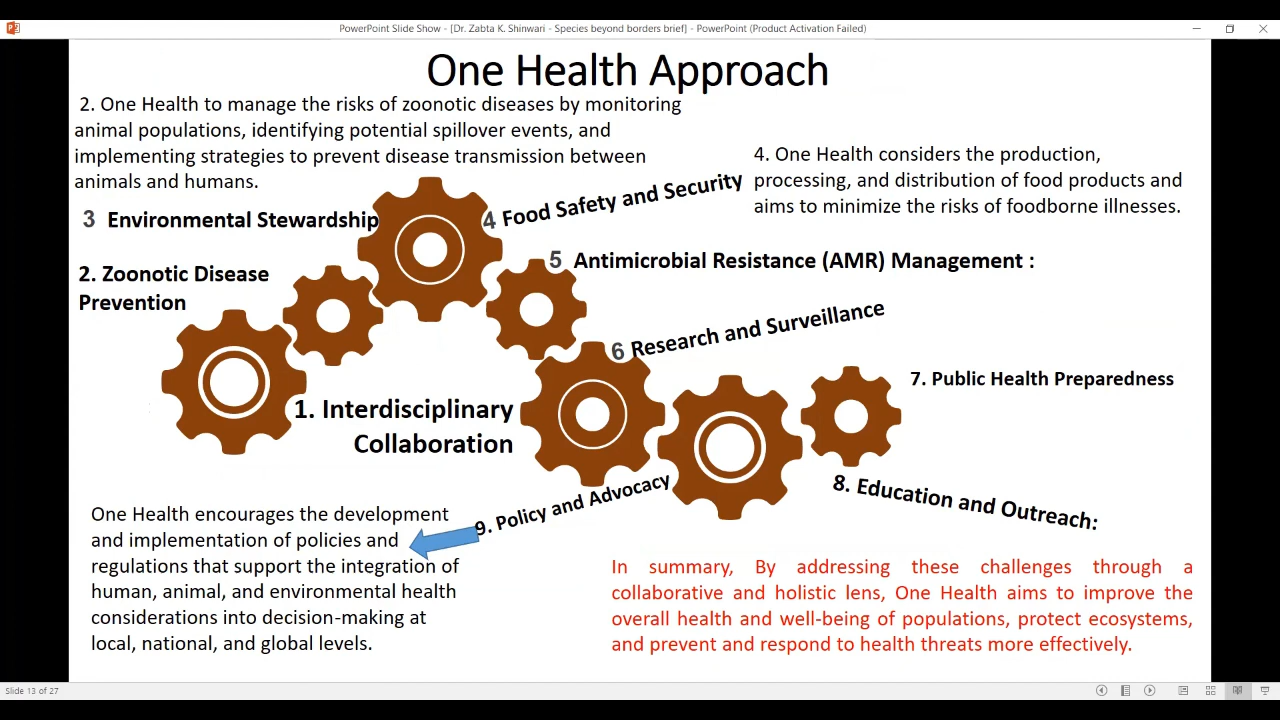 PowerPoint Slide Show - [Dr. Zabta K. Shinwari - Species beyond borders brief] - PowerPoint (Product Activation Failed)
One Health Approach
2. One Health to manage the risks of zoonotic diseases by monitoring
animal populations, identifying potential spillover events, and
implementing strategies to prevent disease transmission between
animals and humans.
4. One Health considers the production,
processing, and distribution of food products and
aims to minimize the risks of foodborne illnesses.
3 Environmental Stewardship
4 Food Safety and Security
2. Zoonotic Disease
Prevention
5 Antimicrobial Resistance (AMR) Management :
6 Research and Surveillance
7. Public Health Preparedness
1. Interdisciplinary
Collaboration
8. Education and Outreach:
9. Policy and Advocacy
One Health encourages the development
and implementation of policies and
regulations that support the integration of
human, animal, and environmental health
considerations into decision-making at
local, national, and global levels.
In summary, By addressing these challenges through a
collaborative and holistic lens, One Health aims to improve the
overall health and well-being of populations, protect ecosystems,
and prevent and respond to health threats more effectively.
Slide 13 of 27